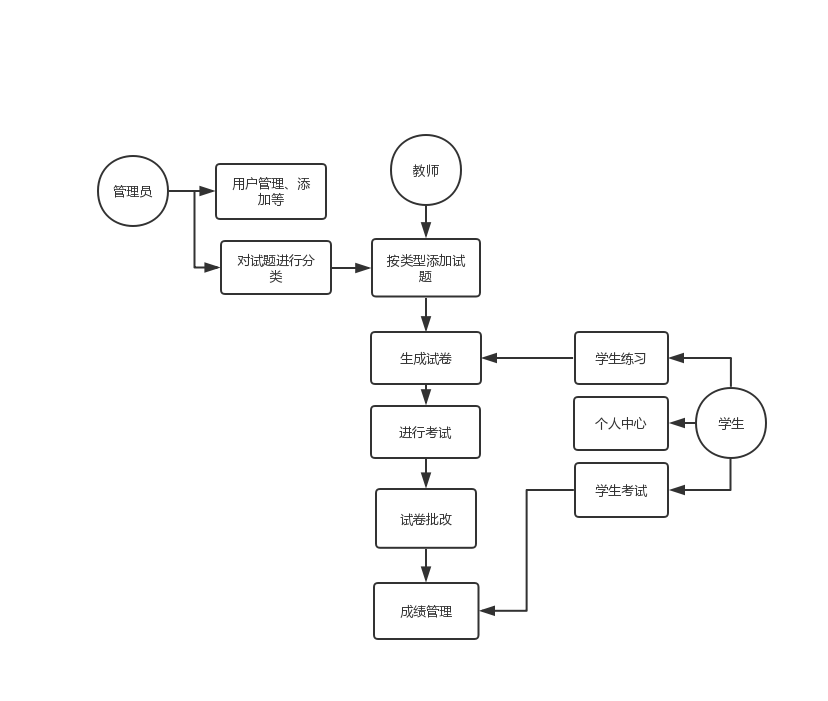 教师
管理员
用户管理、添
加等
对试题进行分
类
按类型添加试
题
生成试卷
学生练习
进行考试
个人中心
学生
试卷批改
学生考试
成绩管理